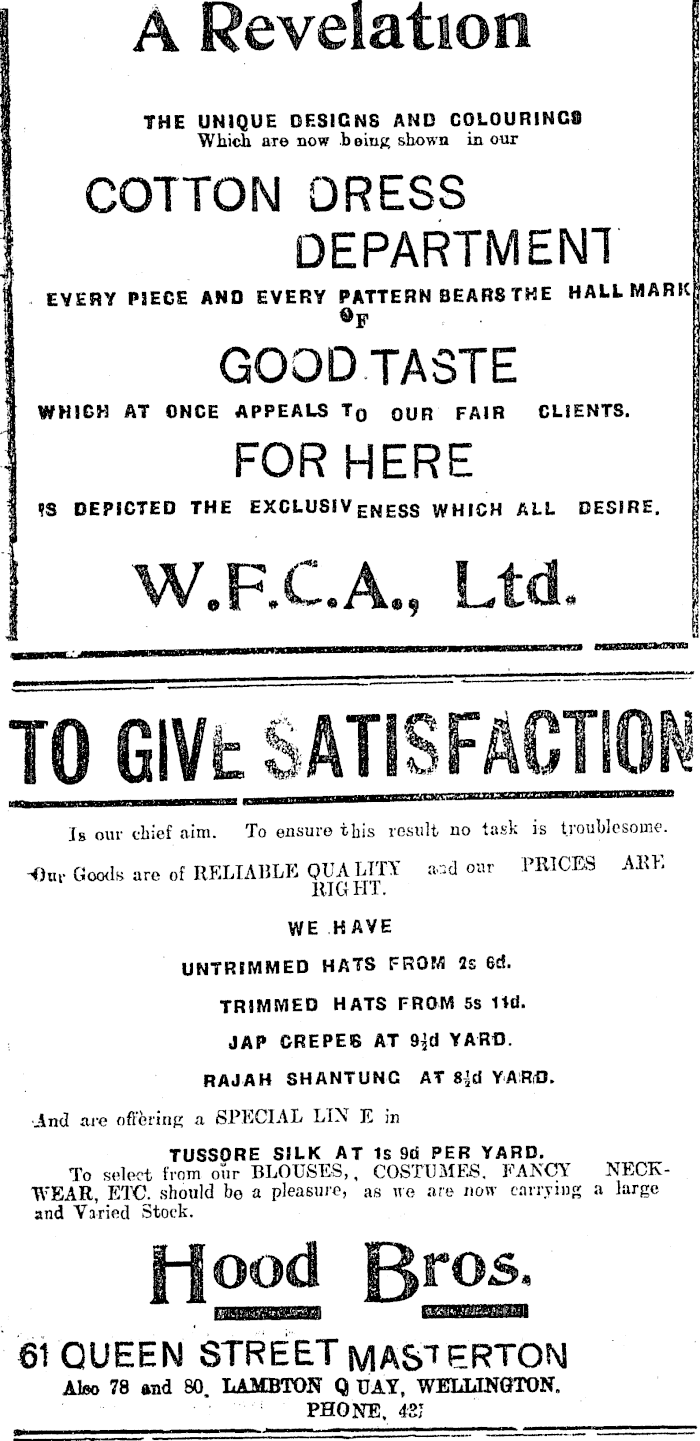 A Revelation
THE UNIQUE DESIGNS AND COLOURINGS
Which are now being shown in our
COTTON DRESS
DEPARTMENT
EVERY PIECE AND EVERY PATTERN BEARS THE HALL MARK
OF
GOOD TASTE
WHICH AT ONCE APPEALS TO OUR FAIR CLIENTS.
FOR HERE
IS DEPICTED THE EXCLUSIVENESS WHICH ALL DESIRE.
W.F.C.A., Ltd.
TO GIVE SATISFACTION
Is our chief aim. To ensure this result no task is troublesome.
Our Goods are of RELIABLE QUALITY and our PRICES ARE
RIGHT.
WE HAVE
UNTRIMMED HATS FROM 2s 6d.
TRIMMED HATS FROM 5s 11d.
JAP CREPES AT 9½d YARD.
RAJAH SHANTUNG AT 8½d YARD.
And are offering a SPECIAL LIN E in
TUSSORE SILK AT 1s 9d PER YARD.
To select from our BLOUSES,, COSTUMES, FANCY NECK-
WEAR, ETC. should be a pleasure, as we are now carrying a large
and Varied Stock.
Hood Bros.
61 QUEEN STREET MASTERTON
Also 78 and 80, LAMBTON QUAY, WELLINGTON.
PHONE,